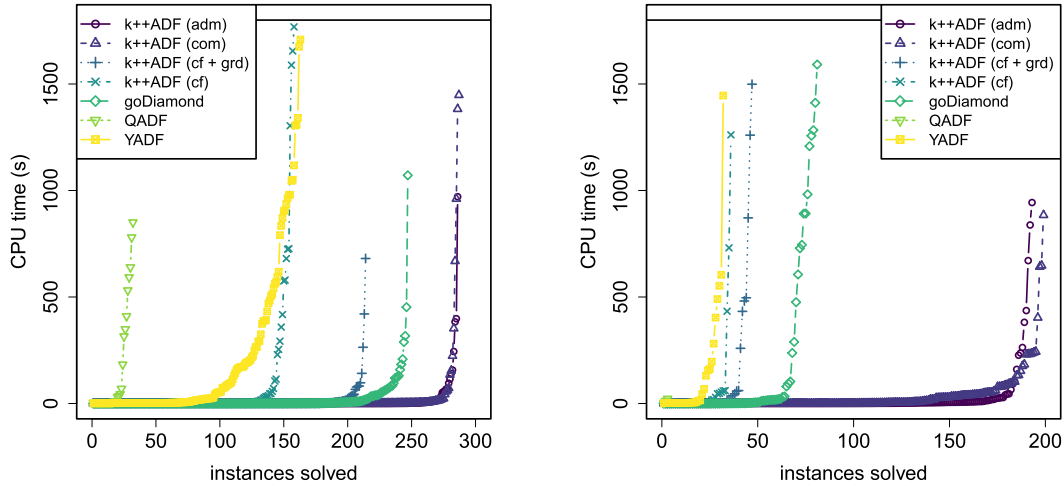 k++ADF (adm)
k++ADF (com)
k++ADF (cf + grd)
k++ADF (cf)
goDiamond
QADF
YADF
CPU time (s)
0
500
1000
1500
0 50 100 150 200 250 300
instances solved
k++ADF (adm)
k++ADF (com)
k++ADF (cf + grd)
k++ADF (cf)
goDiamond
QADF
YADF
CPU time (s)
0
500
1000
1500
0 50 100 150 200
instances solved